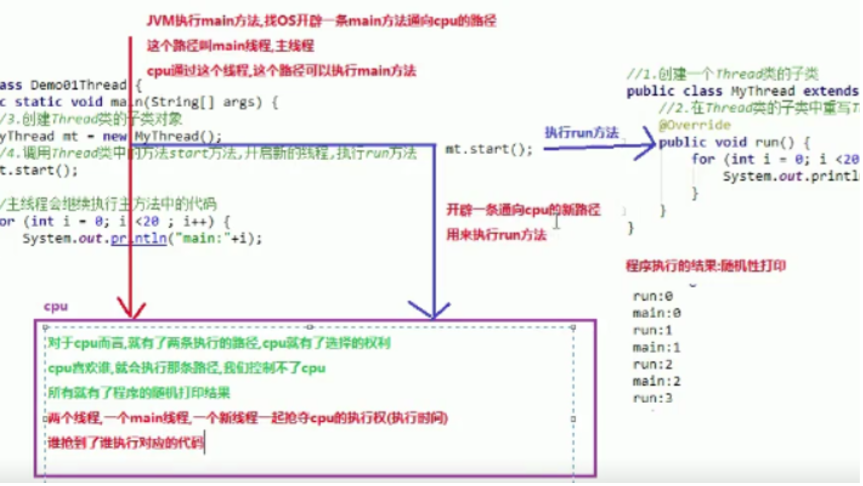 JVM执行main方法,找OS开辟一条main方法通向cpu的路径
这个路径叫main线程,主线程
cpu通过这个线程,这个路径可以执行main方法
ass Demo01Thread {
c static void main(String[] args) {
//3.创建Thread类的子类对象
yThread mt = new MyThread();
//4.调用Thread类中的方法start方法,开启新的线程,执行run方法
t.start();
/主线程会继续执行主方法中的代码
or (int i = 0; i <20 ; i++) {
System.out.println("main:"+i);
mt.start();
执行run方法
开辟一条通向cpu的新路径
用来执行run方法
//1.创建一个Thread类的子类
public class MyThread extends
//2.在Thread类的子类中重写T
@Override
public void run() {
for (int i = 0; i <20
System.out.println
}
}
}
程序执行的结果:随机性打印
run:0
main:0
run:1
main:1
run:2
main:2
run:3
cpu
对于cpu而言,就有了两条执行的路径,cpu就有了选择的权利
cpu喜欢谁,就会执行那条路径,我们控制不了cpu
所有就有了程序的随机打印结果
两个线程,一个main线程,一个新线程一起抢夺cpu的执行权(执行时间)
谁抢到了谁执行对应的代码